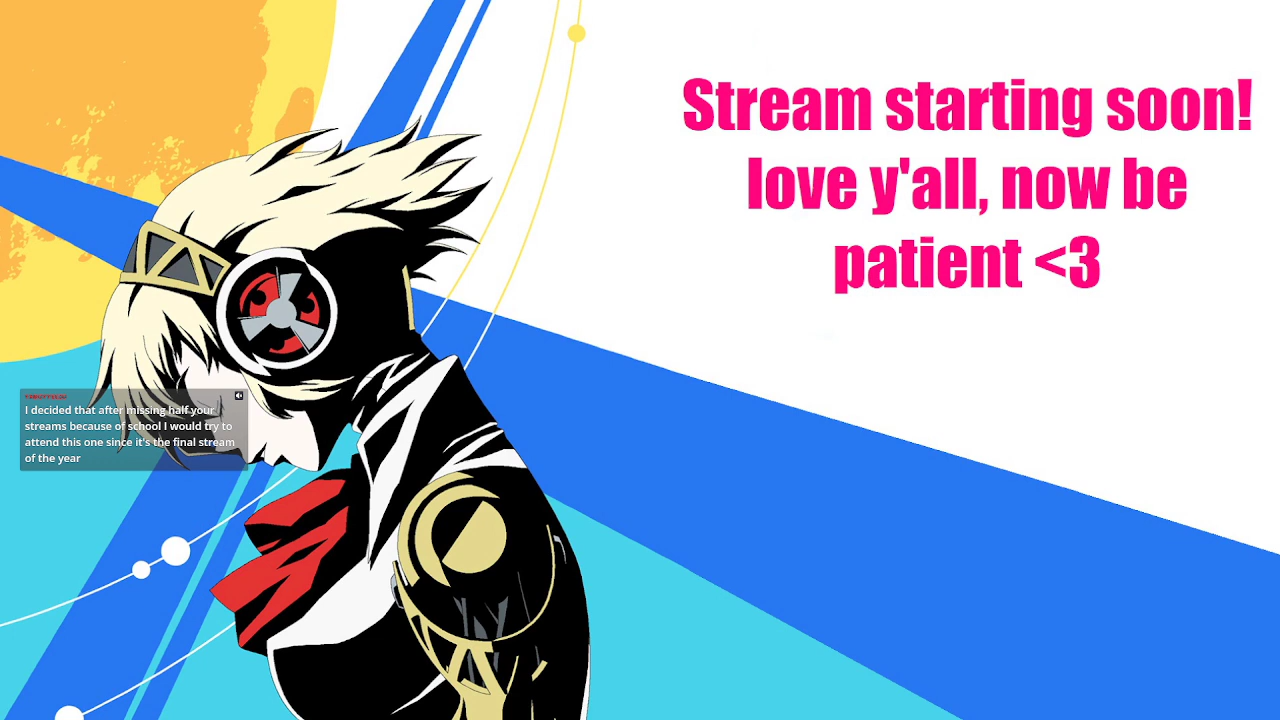 Stream starting soon!
love y'all, now be
patient <3
I decided that after missing half your
streams because of school I would try to
attend this one since it's the final stream
of the year